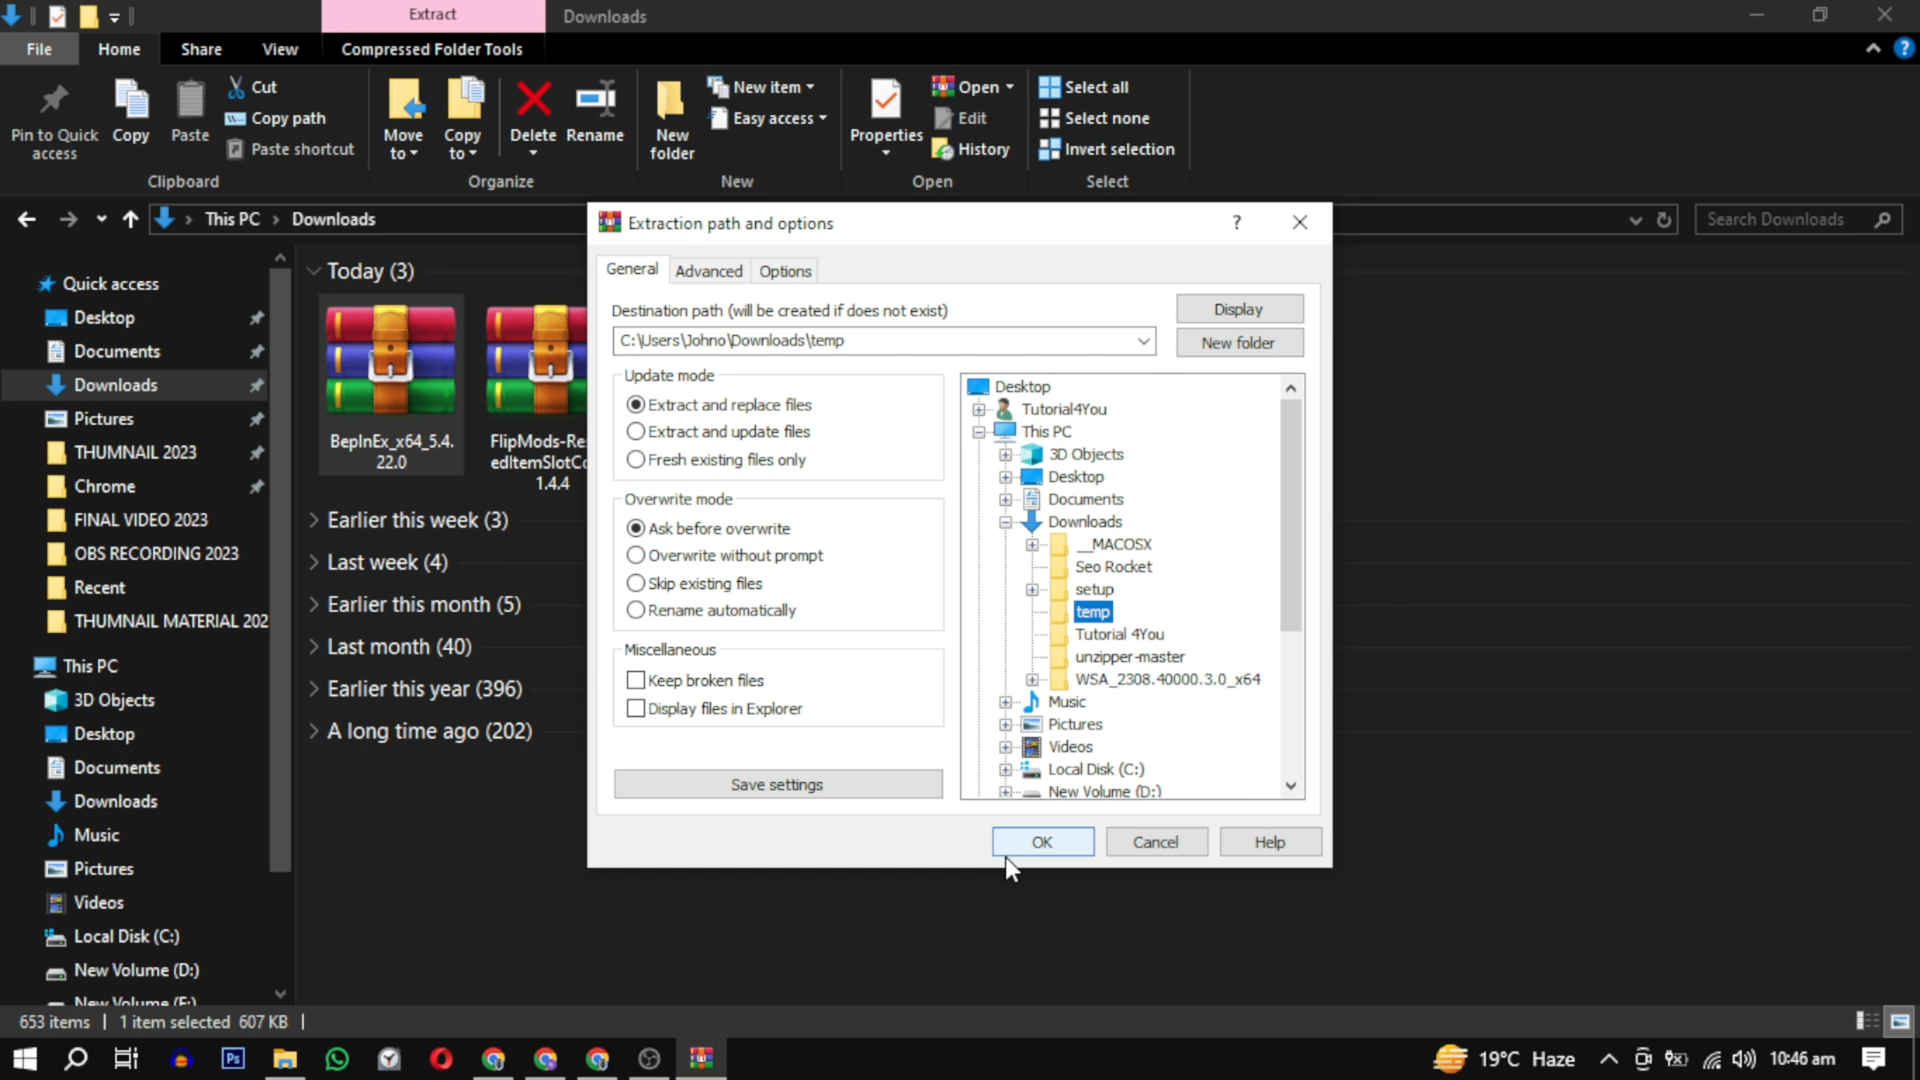 Extract
Downloads
File
Home
Share
View
Compressed Folder Tools
Pin to Quick
access
Copy
Paste
Cut
Copy path
Paste shortcut
Clipboard
Move
to
Copy
to
Delete
Rename
Organize
New
folder
New item
Easy access
New
Properties
Open
Edit
History
Open
Select all
Select none
Invert selection
Select
This PC
Downloads
Search Downloads
Quick access
Desktop
Documents
Downloads
Pictures
THUMNAIL 2023
Chrome
FINAL VIDEO 2023
OBS RECORDING 2023
Recent
THUMNAIL MATERIAL 202
This PC
3D Objects
Desktop
Documents
Downloads
Music
Pictures
Videos
Local Disk (C:)
New Volume (D:)
New Volume (E:)
Today (3)
BepInEx_x64_5.4.
22.0
FlipMods-Re
edItemSlotC
1.4.4
Earlier this week (3)
Last week (4)
Earlier this month (5)
Last month (40)
Earlier this year (396)
A long time ago (202)
Extraction path and options
?
General
Advanced
Options
Destination path (will be created if does not exist)
C:\Users\Johno\Downloads\temp
Display
New folder
Update mode
Extract and replace files
Extract and update files
Fresh existing files only
Overwrite mode
Ask before overwrite
Overwrite without prompt
Skip existing files
Rename automatically
Miscellaneous
Keep broken files
Display files in Explorer
Save settings
Desktop
Tutorial4You
This PC
3D Objects
Desktop
Documents
Downloads
__MACOSX
Seo Rocket
setup
temp
Tutorial 4You
unzipper-master
WSA_2308.40000.3.0_x64
Music
Pictures
Videos
Local Disk (C:)
New Volume (D:)
OK
Cancel
Help
653 items
1 item selected 607 KB
Ps
19°C Haze
10:46 am